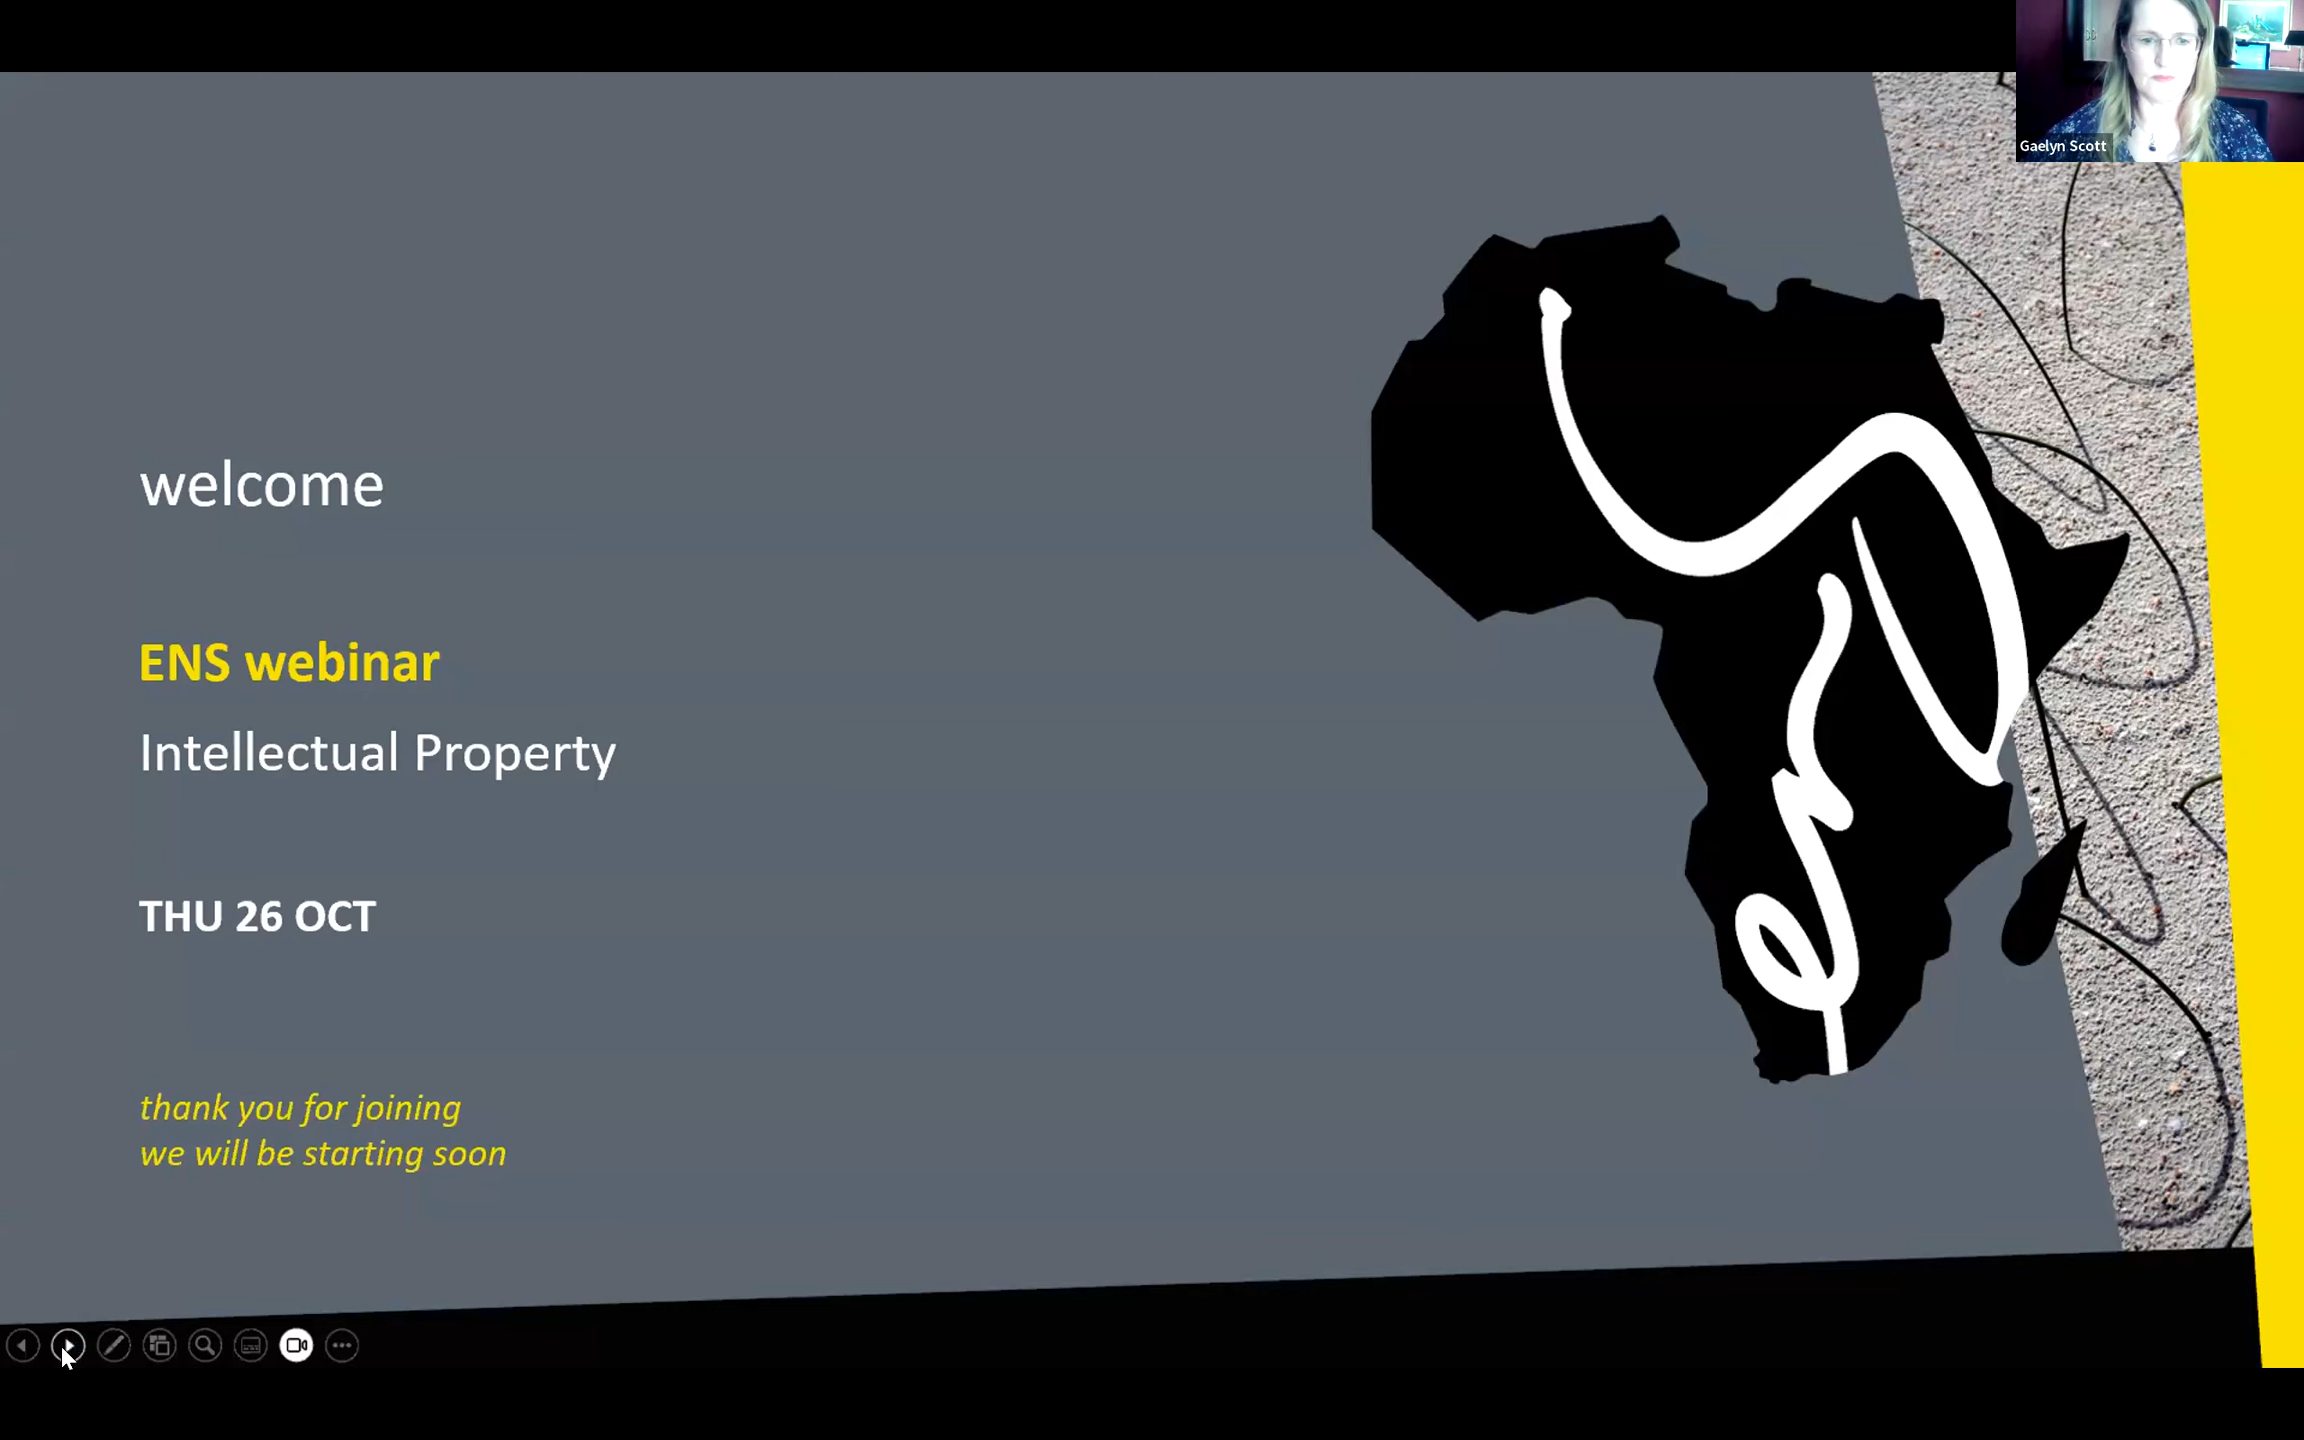 Gaelyn Scott
welcome
ENS webinar
Intellectual Property
THU 26 OCT
thank you for joining
we will be starting soon